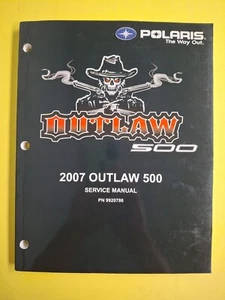 POLARIS
The Way Out.
OUTLAW
500
2007 OUTLAW 500
SERVICE MANUAL
PN 9920786